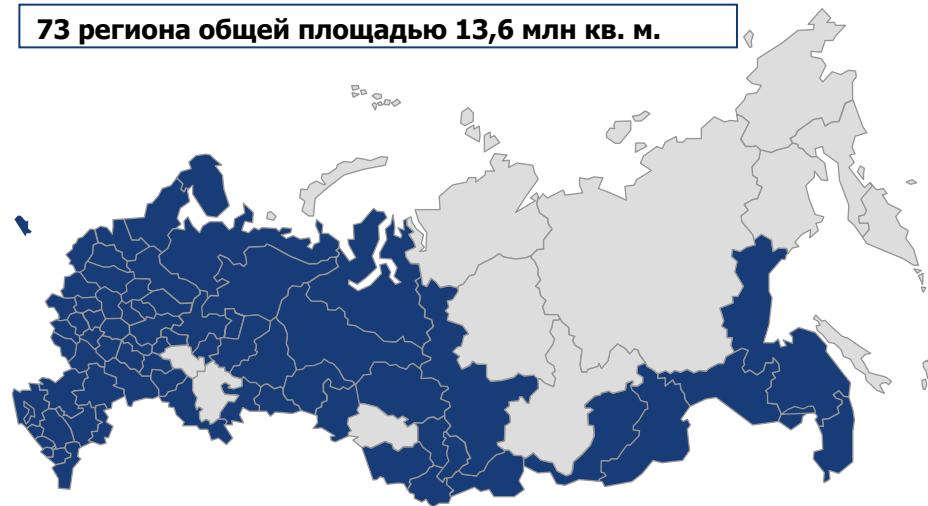 73 региона общей площадью 13,6 млн кв. м.